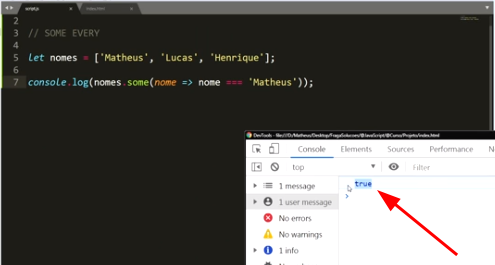 script.js
index.html
2
3 // SOME EVERY
4
5 let nomes = ['Matheus', 'Lucas', 'Henrique'];
6
7 console.log(nomes.some(nome => nome === 'Matheus'));
DevTools - file:///D:/Matheus/Desktop/FragaSolucoes/@JavaScript/@Curso/Projeto/index.html
Console Elements Sources Performance
top Filter
1 message
1 user message
No errors
No warnings
1 info
true